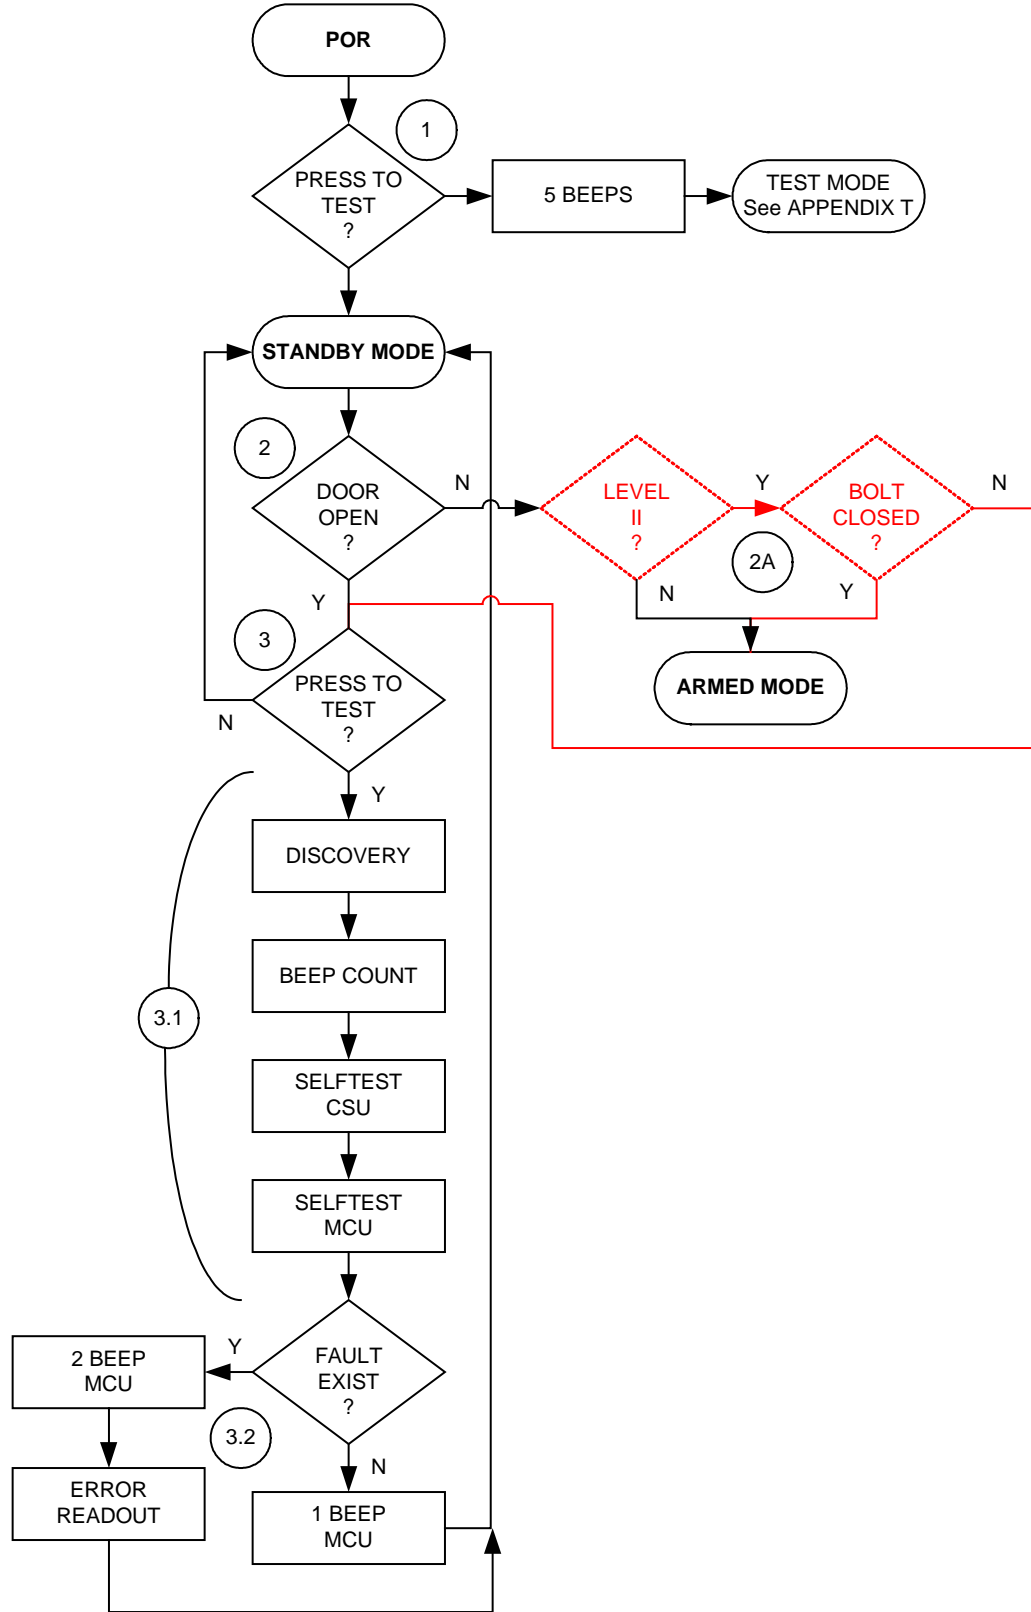 POR
1
PRESS TO
TEST
?
5 BEEPS
TEST MODE
See APPENDIX T
STANDBY MODE
2
DOOR
OPEN
?
N
LEVEL
II
?
Y
2A
BOLT
CLOSED
?
N
Y
N
Y
3
PRESS TO
TEST
?
N
ARMED MODE
Y
DISCOVERY
BEEP COUNT
3.1
SELFTEST
CSU
SELFTEST
MCU
FAULT
EXIST
?
Y
2 BEEP
MCU
3.2
N
ERROR
READOUT
1 BEEP
MCU